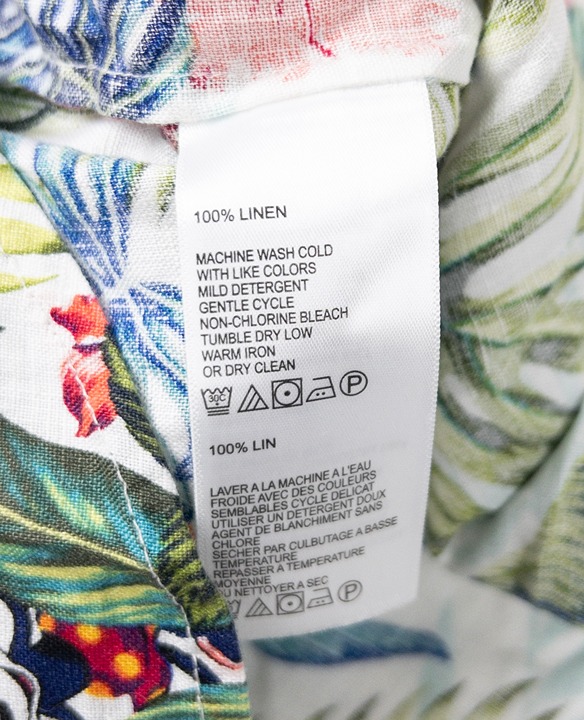 100% LINEN
MACHINE WASH COLD
WITH LIKE COLORS
MILD DETERGENT
GENTLE CYCLE
NON-CHLORINE BLEACH
TUMBLE DRY LOW
WARM IRON
OR DRY CLEAN
30C P
100% LIN
LAVER A LA MACHINE A L'EAU
FROIDE AVEC DES COULEURS
SEMBLABLES CYCLE DELICAT
UTILISER UN DETERGENT DOUX
AGENT DE BLANCHIMENT SANS
CHLORE
SECHER PAR CULBUTAGE A BASSE
TEMPERATURE
REPASSER A TEMPERATURE
MOYENNE
OU NETTOYER A SEC
P